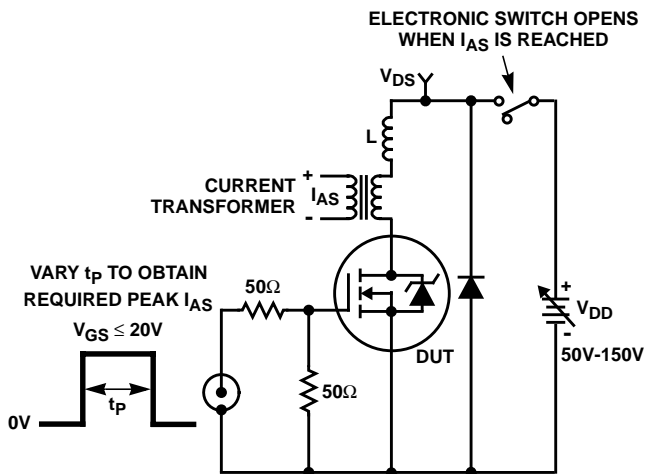 ELECTRONIC SWITCH OPENS
WHEN I_AS IS REACHED
V_DS
L
+
I_AS
-
CURRENT
TRANSFORMER
VARY t_P TO OBTAIN
REQUIRED PEAK I_AS
V_GS ≤ 20V
50Ω
50Ω
0V
t_P
DUT
+
V_DD
-
50V-150V